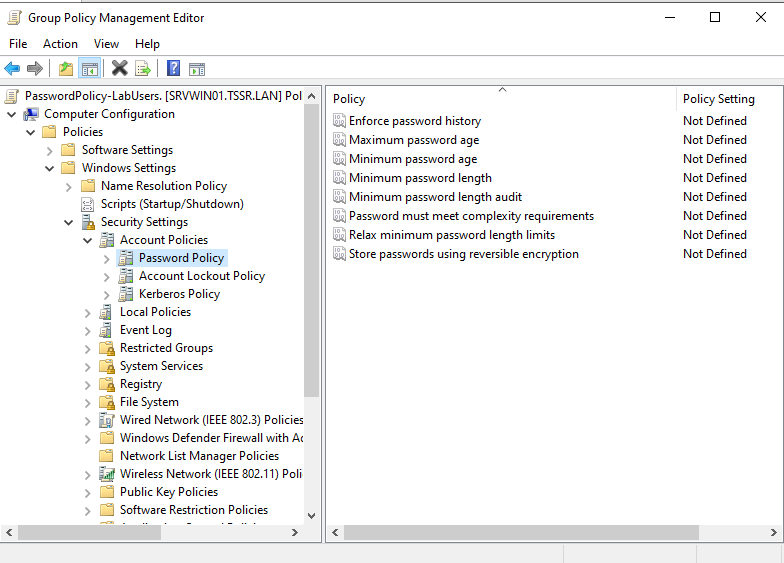 Group Policy Management Editor
File Action View Help
PasswordPolicy-LabUsers. [SRVWIN01.TSSR.LAN] Pol
Computer Configuration
Policies
Software Settings
Windows Settings
Name Resolution Policy
Scripts (Startup/Shutdown)
Security Settings
Account Policies
Password Policy
Account Lockout Policy
Kerberos Policy
Local Policies
Event Log
Restricted Groups
System Services
Registry
File System
Wired Network (IEEE 802.3) Policies
Windows Defender Firewall with Ac
Network List Manager Policies
Wireless Network (IEEE 802.11) Poli
Public Key Policies
Software Restriction Policies
Policy Policy Setting
Enforce password history Not Defined
Maximum password age Not Defined
Minimum password age Not Defined
Minimum password length Not Defined
Minimum password length audit Not Defined
Password must meet complexity requirements Not Defined
Relax minimum password length limits Not Defined
Store passwords using reversible encryption Not Defined